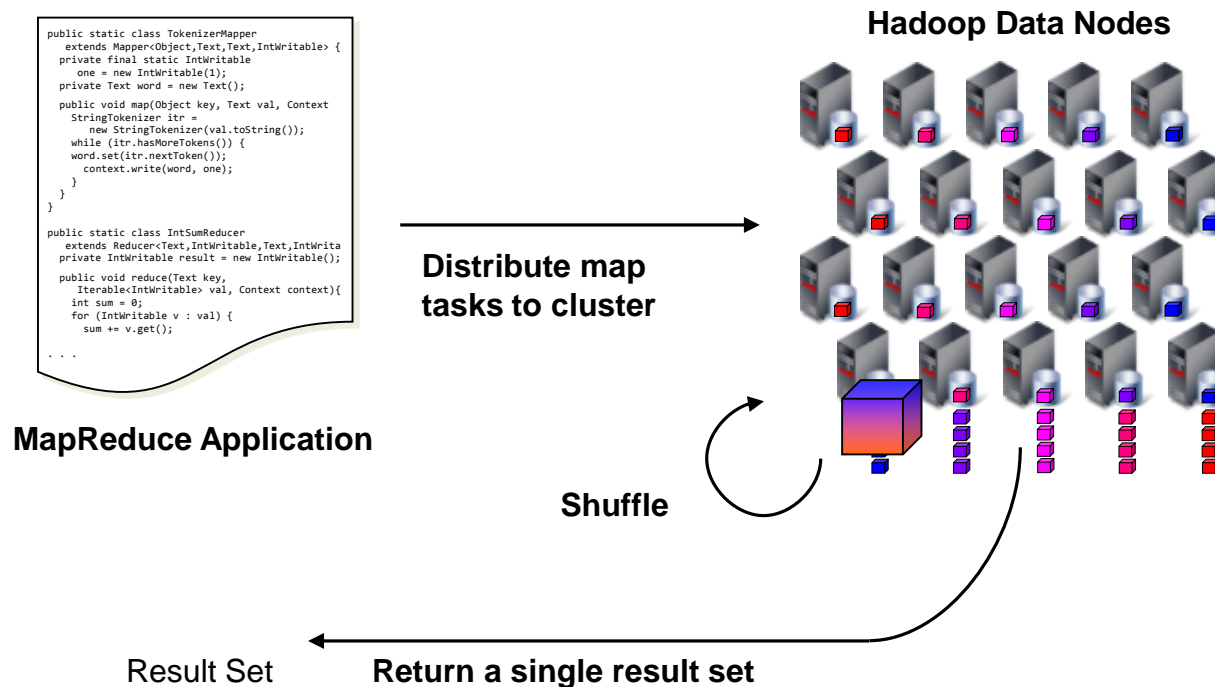 Hadoop Data Nodes
public static class TokenizerMapper
extends Mapper<Object,Text,Text,IntWritable> {
private final static IntWritable
one = new IntWritable(1);
private Text word = new Text();
public void map(Object key, Text val, Context
StringTokenizer itr =
new StringTokenizer(val.toString());
while (itr.hasMoreTokens()) {
word.set(itr.nextToken());
context.write(word, one);
}
}
}
public static class IntSumReducer
extends Reducer<Text,IntWritable,Text,IntWrita
private IntWritable result = new IntWritable();
public void reduce(Text key,
Iterable<IntWritable> val, Context context){
int sum = 0;
for (IntWritable v : val) {
sum += v.get();
. . .
MapReduce Application
Distribute map
tasks to cluster
Shuffle
Result Set
Return a single result set